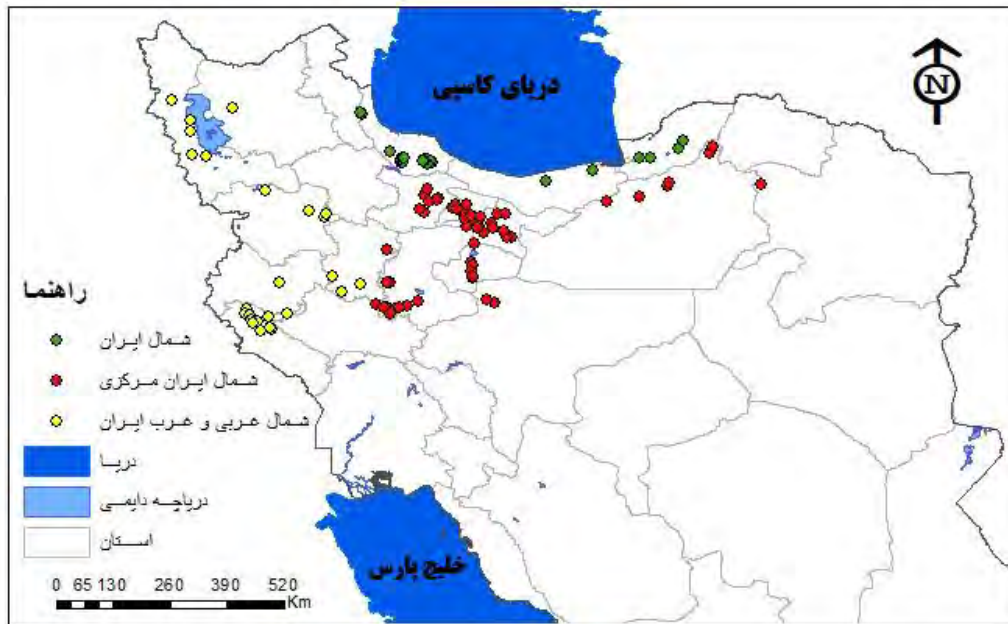 دریای کاسپی
N
راهنما
شمال ایران
شمال ایران مرکزی
شمال غربی و غرب ایران
دریا
دریاچه دایمی
استان
خلیج پارس
0 65 130 260 390 520
Km